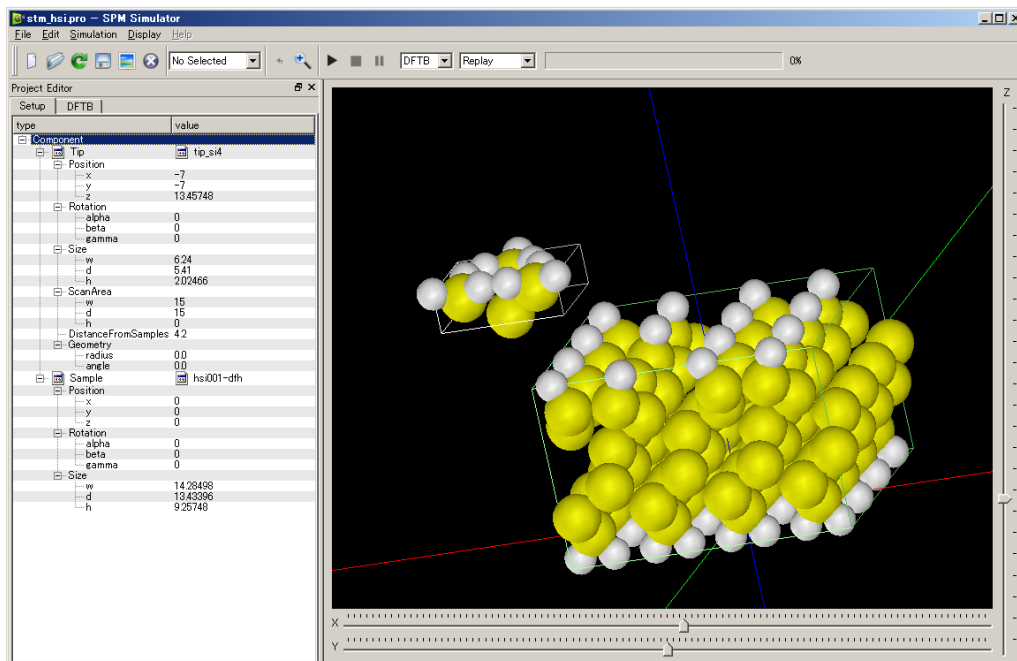 stm_hsi.pro — SPM Simulator
File Edit Simulation Display Help
No Selected DFTB Replay 0%
Project Editor
Setup DFTB
type value
Component
Tip tip_si4
Position
x -7
y -7
z 13.45748
Rotation
alpha 0
beta 0
gamma 0
Size
w 6.24
d 5.41
h 2.02466
ScanArea
w 15
d 15
h 0
DistanceFromSamples 4.2
Geometry
radius 0.0
angle 0.0
Sample hsi001-dfh
Position
x 0
y 0
z 0
Rotation
alpha 0
beta 0
gamma 0
Size
w 14.28498
d 13.43396
h 9.25748
Z
X
Y